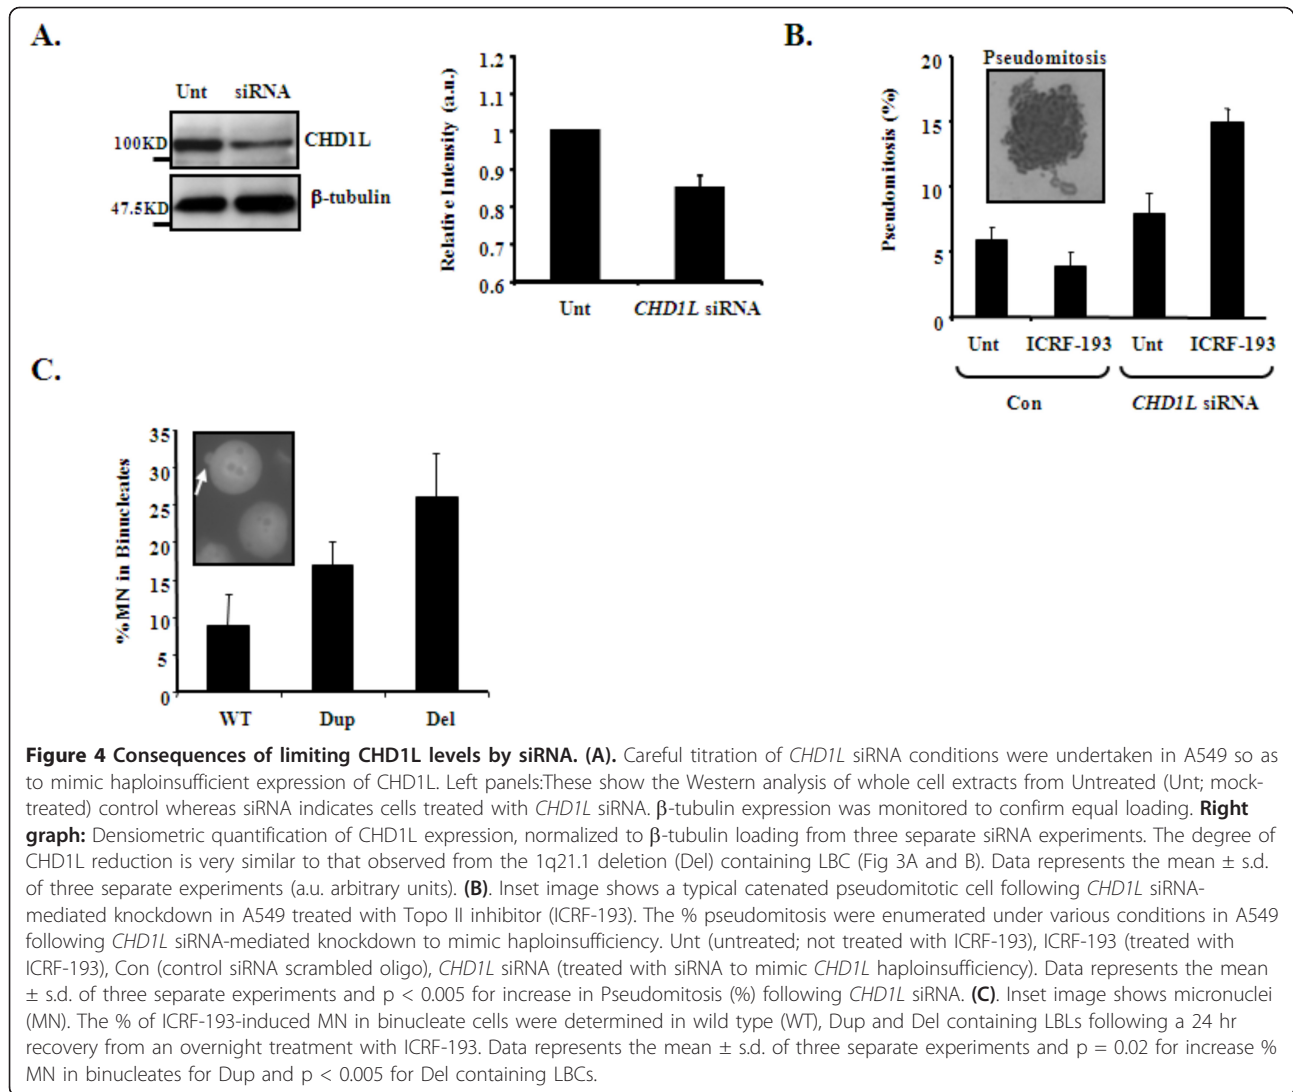 A.
Unt siRNA
100KD
CHD1L
47.5KD
β-tubulin
Relative Intensity (a.u.)
1.2
1.1
1
0.9
0.8
0.7
0.6
Unt
CHD1L siRNA
B.
Pseudomitosis
Pseudomitosis (%)
20
15
10
5
0
Unt ICRF-193 Unt ICRF-193
Con
CHD1L siRNA
C.
%MN in Binucleates
35
30
25
20
15
10
5
0
WT Dup Del
Figure 4 Consequences of limiting CHD1L levels by siRNA. (A). Careful titration of CHD1L siRNA conditions were undertaken in A549 so as
to mimic haploinsufficient expression of CHD1L. Left panels:These show the Western analysis of whole cell extracts from Untreated (Unt; mock-
treated) control whereas siRNA indicates cells treated with CHD1L siRNA. β-tubulin expression was monitored to confirm equal loading. Right
graph: Densiometric quantification of CHD1L expression, normalized to β-tubulin loading from three separate siRNA experiments. The degree of
CHD1L reduction is very similar to that observed from the 1q21.1 deletion (Del) containing LBC (Fig 3A and B). Data represents the mean ± s.d.
of three separate experiments (a.u. arbitrary units). (B). Inset image shows a typical catenated pseudomitotic cell following CHD1L siRNA-
mediated knockdown in A549 treated with Topo II inhibitor (ICRF-193). The % pseudomitosis were enumerated under various conditions in A549
following CHD1L siRNA-mediated knockdown to mimic haploinsufficiency. Unt (untreated; not treated with ICRF-193), ICRF-193 (treated with
ICRF-193), Con (control siRNA scrambled oligo), CHD1L siRNA (treated with siRNA to mimic CHD1L haploinsufficiency). Data represents the mean
± s.d. of three separate experiments and p < 0.005 for increase in Pseudomitosis (%) following CHD1L siRNA. (C). Inset image shows micronuclei
(MN). The % of ICRF-193-induced MN in binucleate cells were determined in wild type (WT), Dup and Del containing LBLs following a 24 hr
recovery from an overnight treatment with ICRF-193. Data represents the mean ± s.d. of three separate experiments and p = 0.02 for increase %
MN in binucleates for Dup and p < 0.005 for Del containing LBCs.